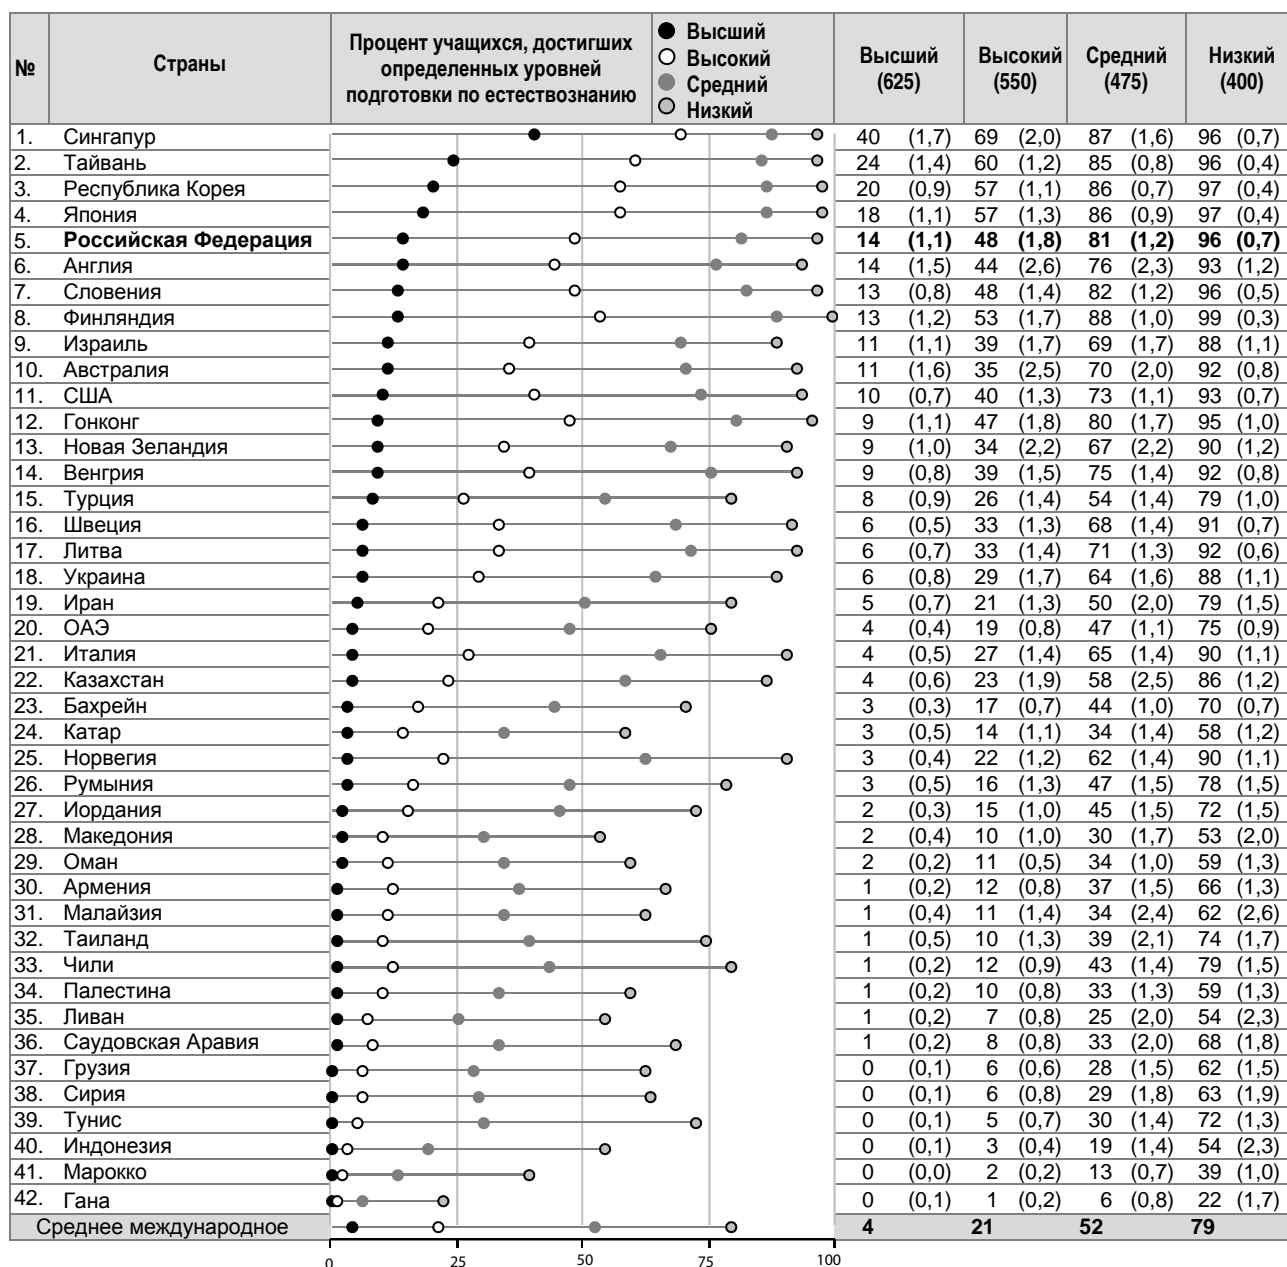 № Страны Процент учащихся, достигших определенных уровней подготовки по естествознанию
Высший
Высокий
Средний
Низкий
Высший (625) Высокий (550) Средний (475) Низкий (400)
1. Сингапур 40 (1,7) 69 (2,0) 87 (1,6) 96 (0,7)
2. Тайвань 24 (1,4) 60 (1,2) 85 (0,8) 96 (0,4)
3. Республика Корея 20 (0,9) 57 (1,1) 86 (0,7) 97 (0,4)
4. Япония 18 (1,1) 57 (1,3) 86 (0,9) 97 (0,4)
5. Российская Федерация 14 (1,1) 48 (1,8) 81 (1,2) 96 (0,7)
6. Англия 14 (1,5) 44 (2,6) 76 (2,3) 93 (1,2)
7. Словения 13 (0,8) 48 (1,4) 82 (1,2) 96 (0,5)
8. Финляндия 13 (1,2) 53 (1,7) 88 (1,0) 99 (0,3)
9. Израиль 11 (1,1) 39 (1,7) 69 (1,7) 88 (1,1)
10. Австралия 11 (1,6) 35 (2,5) 70 (2,0) 92 (0,8)
11. США 10 (0,7) 40 (1,3) 73 (1,1) 93 (0,7)
12. Гонконг 9 (1,1) 47 (1,8) 80 (1,7) 95 (1,0)
13. Новая Зеландия 9 (1,0) 34 (2,2) 67 (2,2) 90 (1,2)
14. Венгрия 9 (0,8) 39 (1,5) 75 (1,4) 92 (0,8)
15. Турция 8 (0,9) 26 (1,4) 54 (1,4) 79 (1,0)
16. Швеция 6 (0,5) 33 (1,3) 68 (1,4) 91 (0,7)
17. Литва 6 (0,7) 33 (1,4) 71 (1,3) 92 (0,6)
18. Украина 6 (0,8) 29 (1,7) 64 (1,6) 88 (1,1)
19. Иран 5 (0,7) 21 (1,3) 50 (2,0) 79 (1,5)
20. ОАЭ 4 (0,4) 19 (0,8) 47 (1,1) 75 (0,9)
21. Италия 4 (0,5) 27 (1,4) 65 (1,4) 90 (1,1)
22. Казахстан 4 (0,6) 23 (1,9) 58 (2,5) 86 (1,2)
23. Бахрейн 3 (0,3) 17 (0,7) 44 (1,0) 70 (0,7)
24. Катар 3 (0,5) 14 (1,1) 34 (1,4) 58 (1,2)
25. Норвегия 3 (0,4) 22 (1,2) 62 (1,4) 90 (1,1)
26. Румыния 3 (0,5) 16 (1,3) 47 (1,5) 78 (1,5)
27. Иордания 2 (0,3) 15 (1,0) 45 (1,5) 72 (1,5)
28. Македония 2 (0,4) 10 (1,0) 30 (1,7) 53 (2,0)
29. Оман 2 (0,2) 11 (0,5) 34 (1,0) 59 (1,3)
30. Армения 1 (0,2) 12 (0,8) 37 (1,5) 66 (1,3)
31. Малайзия 1 (0,4) 11 (1,4) 34 (2,4) 62 (2,6)
32. Таиланд 1 (0,5) 10 (1,3) 39 (2,1) 74 (1,7)
33. Чили 1 (0,2) 12 (0,9) 43 (1,4) 79 (1,5)
34. Палестина 1 (0,2) 10 (0,8) 33 (1,3) 59 (1,3)
35. Ливан 1 (0,2) 7 (0,8) 25 (2,0) 54 (2,3)
36. Саудовская Аравия 1 (0,2) 8 (0,8) 33 (2,0) 68 (1,8)
37. Грузия 0 (0,1) 6 (0,6) 28 (1,5) 62 (1,5)
38. Сирия 0 (0,1) 6 (0,8) 29 (1,8) 63 (1,9)
39. Тунис 0 (0,1) 5 (0,7) 30 (1,4) 72 (1,3)
40. Индонезия 0 (0,1) 3 (0,4) 19 (1,4) 54 (2,3)
41. Марокко 0 (0,0) 2 (0,2) 13 (0,7) 39 (1,0)
42. Гана 0 (0,1) 1 (0,2) 6 (0,8) 22 (1,7)
Среднее международное 4 21 52 79
0 25 50 75 100